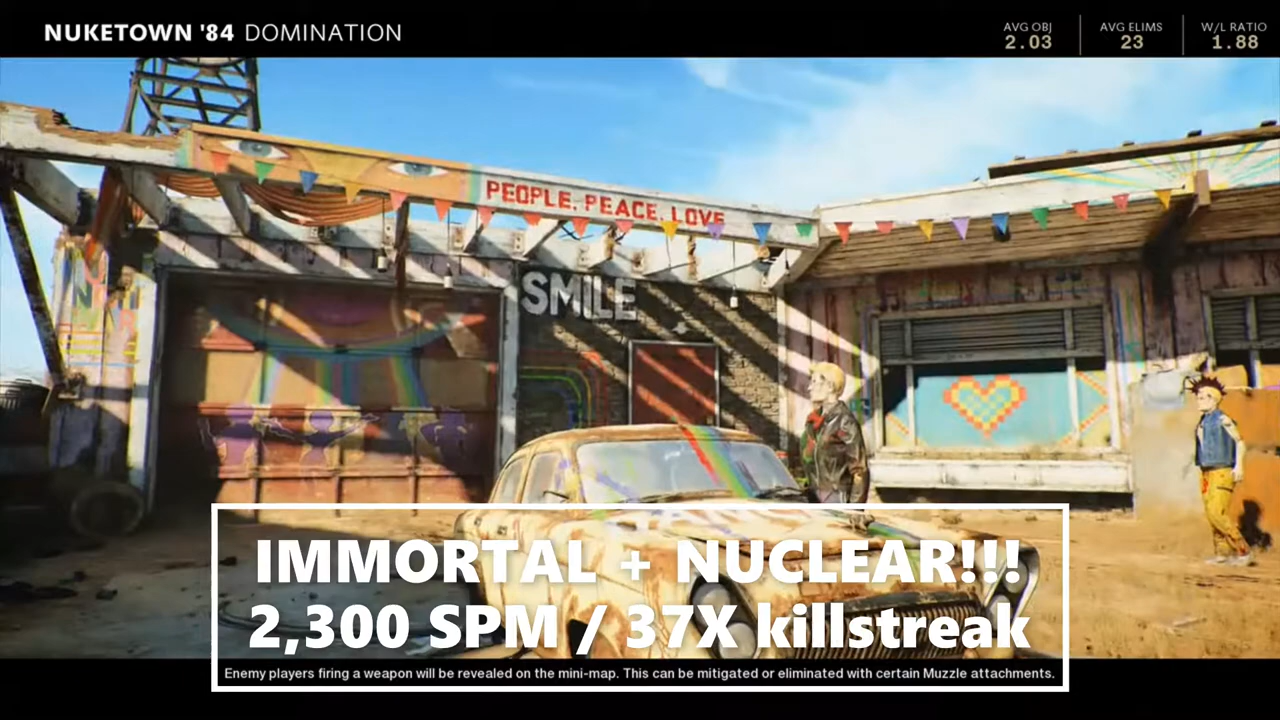 NUKETOWN '84 DOMINATION
AVG OBJ
2.03
AVG ELIMS
23
W/L RATIO
1.88
PEOPLE, PEACE, LOVE
SMILE
IMMORTAL + NUCLEAR!!!
2,300 SPM / 37X killstreak
Enemy players firing a weapon will be revealed on the mini-map. This can be mitigated or eliminated with certain Muzzle attachments.